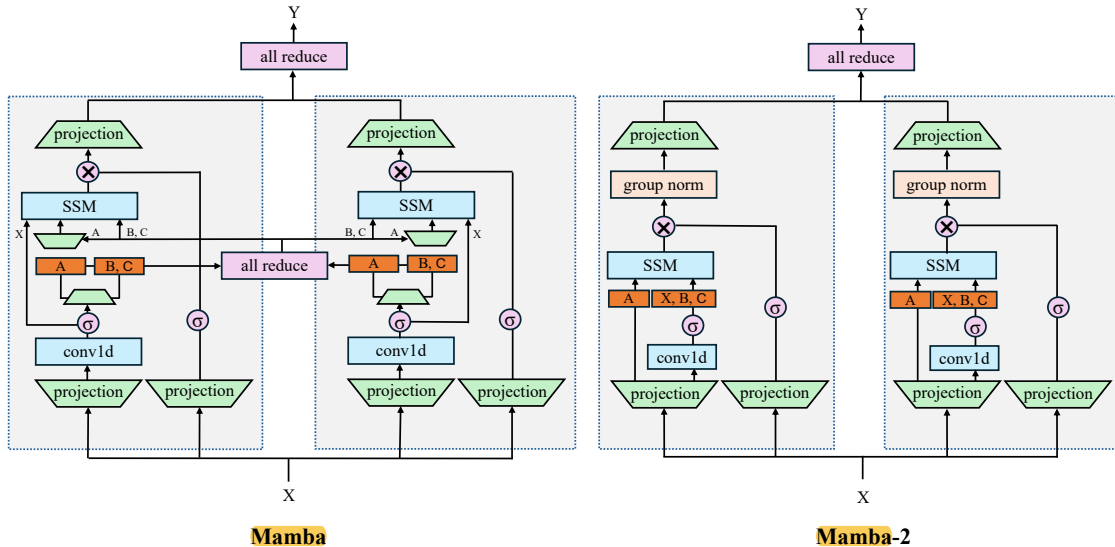 Y
all reduce
projection
projection
×
×
SSM
SSM
X
A
B, C
B, C
A
X
A
B, C
all reduce
A
B, C
σ
σ
σ
σ
conv1d
conv1d
projection
projection
projection
projection
X
Mamba
Y
all reduce
projection
projection
group norm
group norm
×
×
SSM
SSM
A
X, B, C
A
X, B, C
σ
σ
σ
σ
conv1d
conv1d
projection
projection
projection
projection
X
Mamba-2